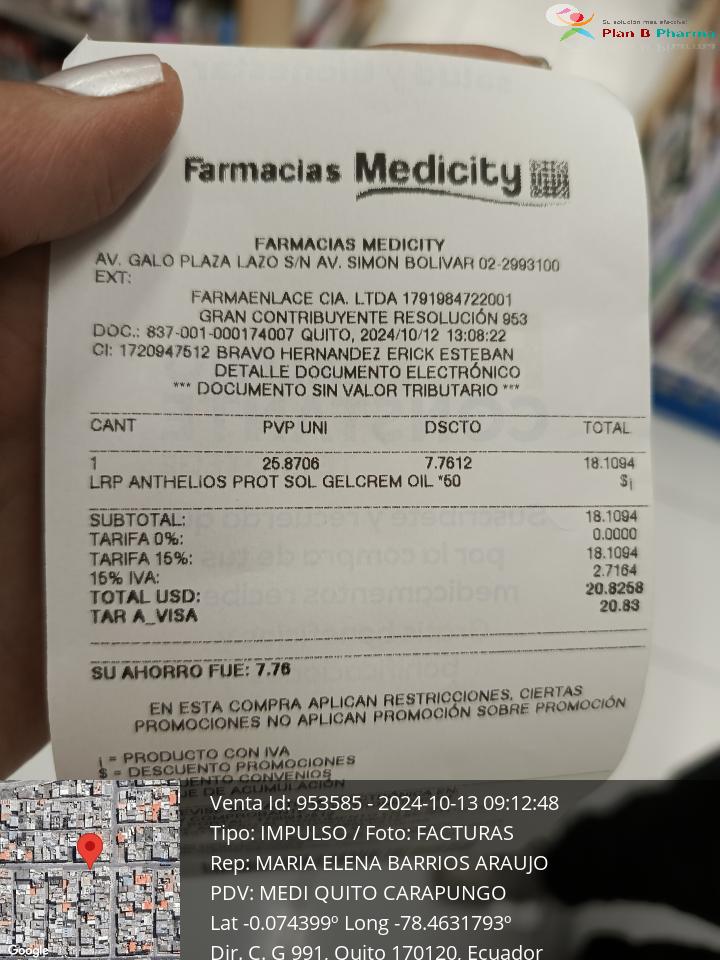 Su solución más efectiva!
Plan B Pharma
Farmacias Medicity
FARMACIAS MEDICITY
AV. GALO PLAZA LAZO S/N AV. SIMON BOLIVAR 02-2993100
EXT:
FARMAENLACE CIA. LTDA 1791984722001
GRAN CONTRIBUYENTE RESOLUCIÓN 953
DOC.: 837-001-000174007 QUITO, 2024/10/12 13:08:22
CI: 1720947512 BRAVO HERNANDEZ ERICK ESTEBAN
DETALLE DOCUMENTO ELECTRÓNICO
*** DOCUMENTO SIN VALOR TRIBUTARIO ***
CANT PVP UNI DSCTO TOTAL
1 25.8706 7.7612 18.1094
LRP ANTHELIOS PROT SOL GELCREM OIL *50 $¡
SUBTOTAL: 18.1094
TARIFA 0%: 0.0000
TARIFA 15%: 18.1094
15% IVA: 2.7164
TOTAL USD: 20.8258
TAR A_VISA 20.83
SU AHORRO FUE: 7.76
EN ESTA COMPRA APLICAN RESTRICCIONES. CIERTAS
PROMOCIONES NO APLICAN PROMOCIÓN SOBRE PROMOCIÓN
¡ = PRODUCTO CON IVA
$ = DESCUENTO PROMOCIONES
CONVENIOS
DE ACUMULACIÓN
Venta Id: 953585 - 2024-10-13 09:12:48
Tipo: IMPULSO / Foto: FACTURAS
Rep: MARIA ELENA BARRIOS ARAUJO
PDV: MEDI QUITO CARAPUNGO
Lat -0.074399º Long -78.4631793º
Dir. C. G 991, Quito 170120, Ecuador
Google